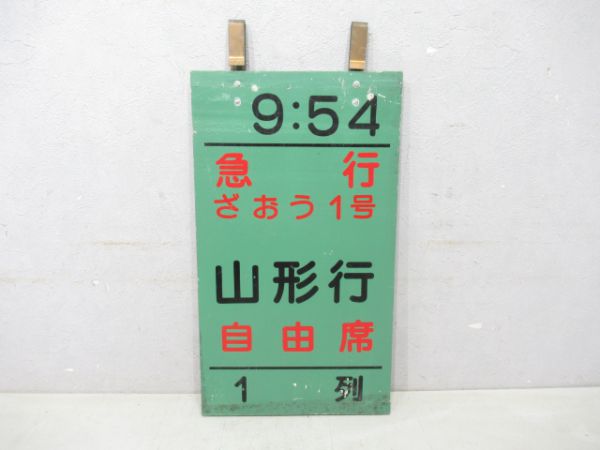 9:54
急行
ざおう1号
山形行
自由席
1列